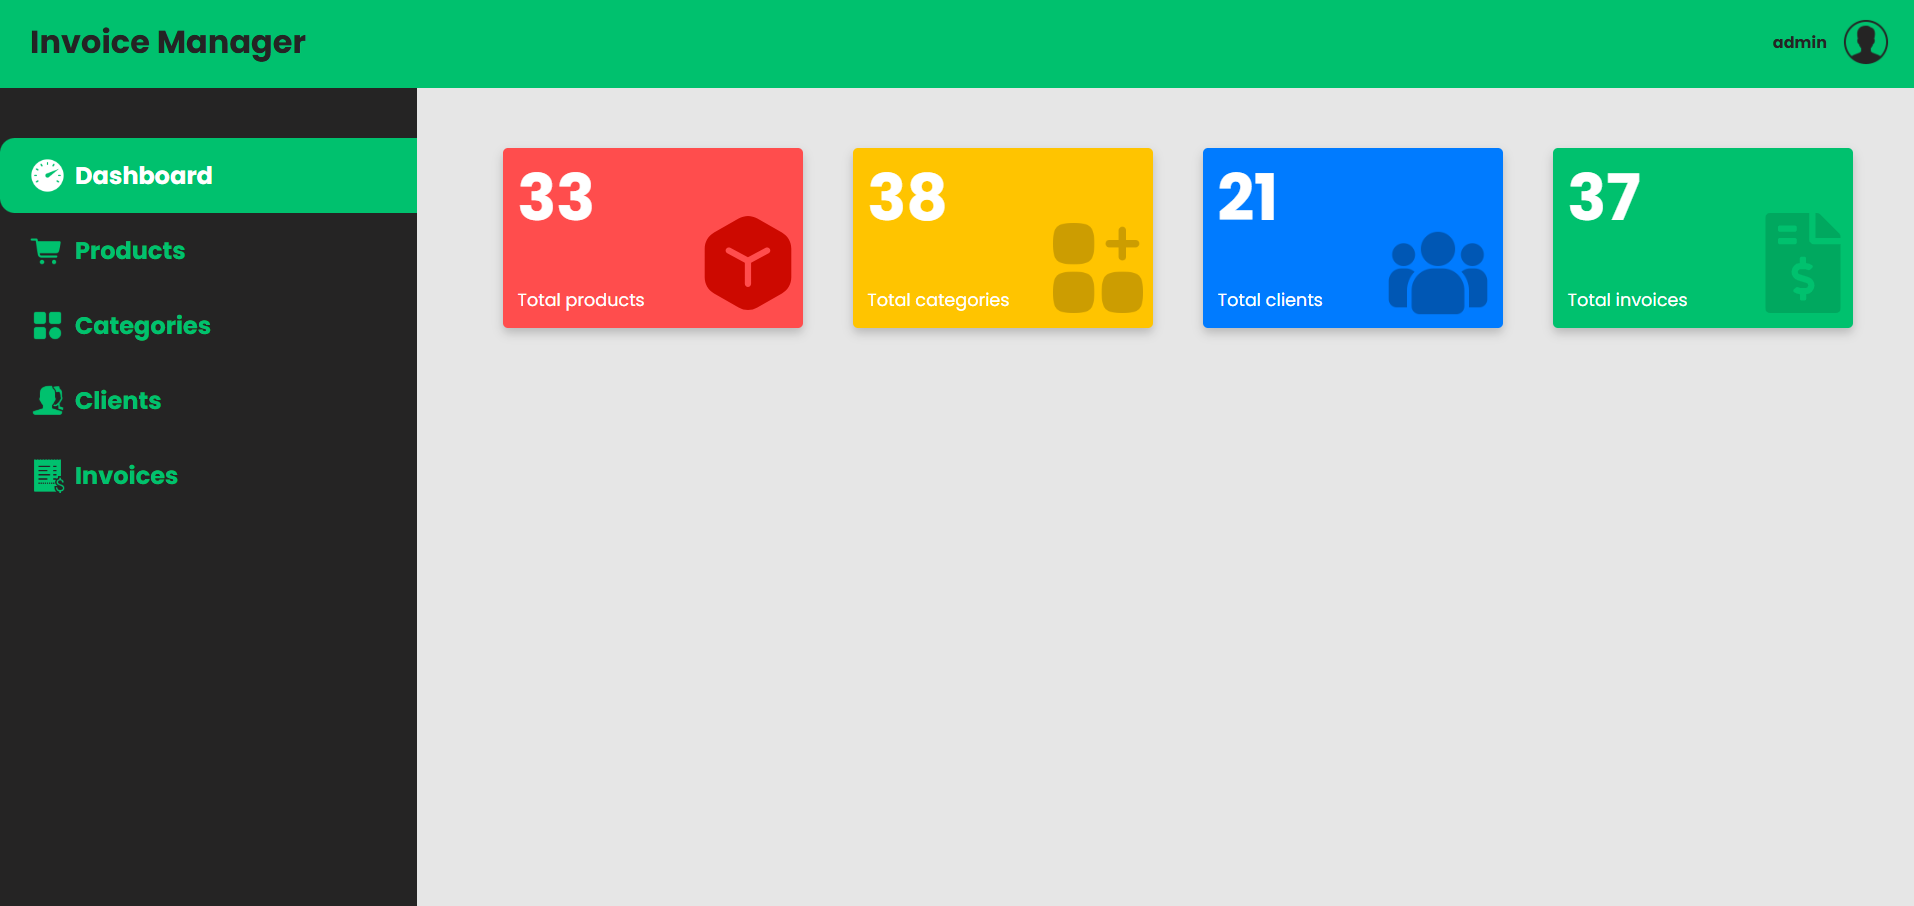 Invoice Manager
admin
Dashboard
Products
Categories
Clients
Invoices
33
Total products
38
Total categories
21
Total clients
37
Total invoices